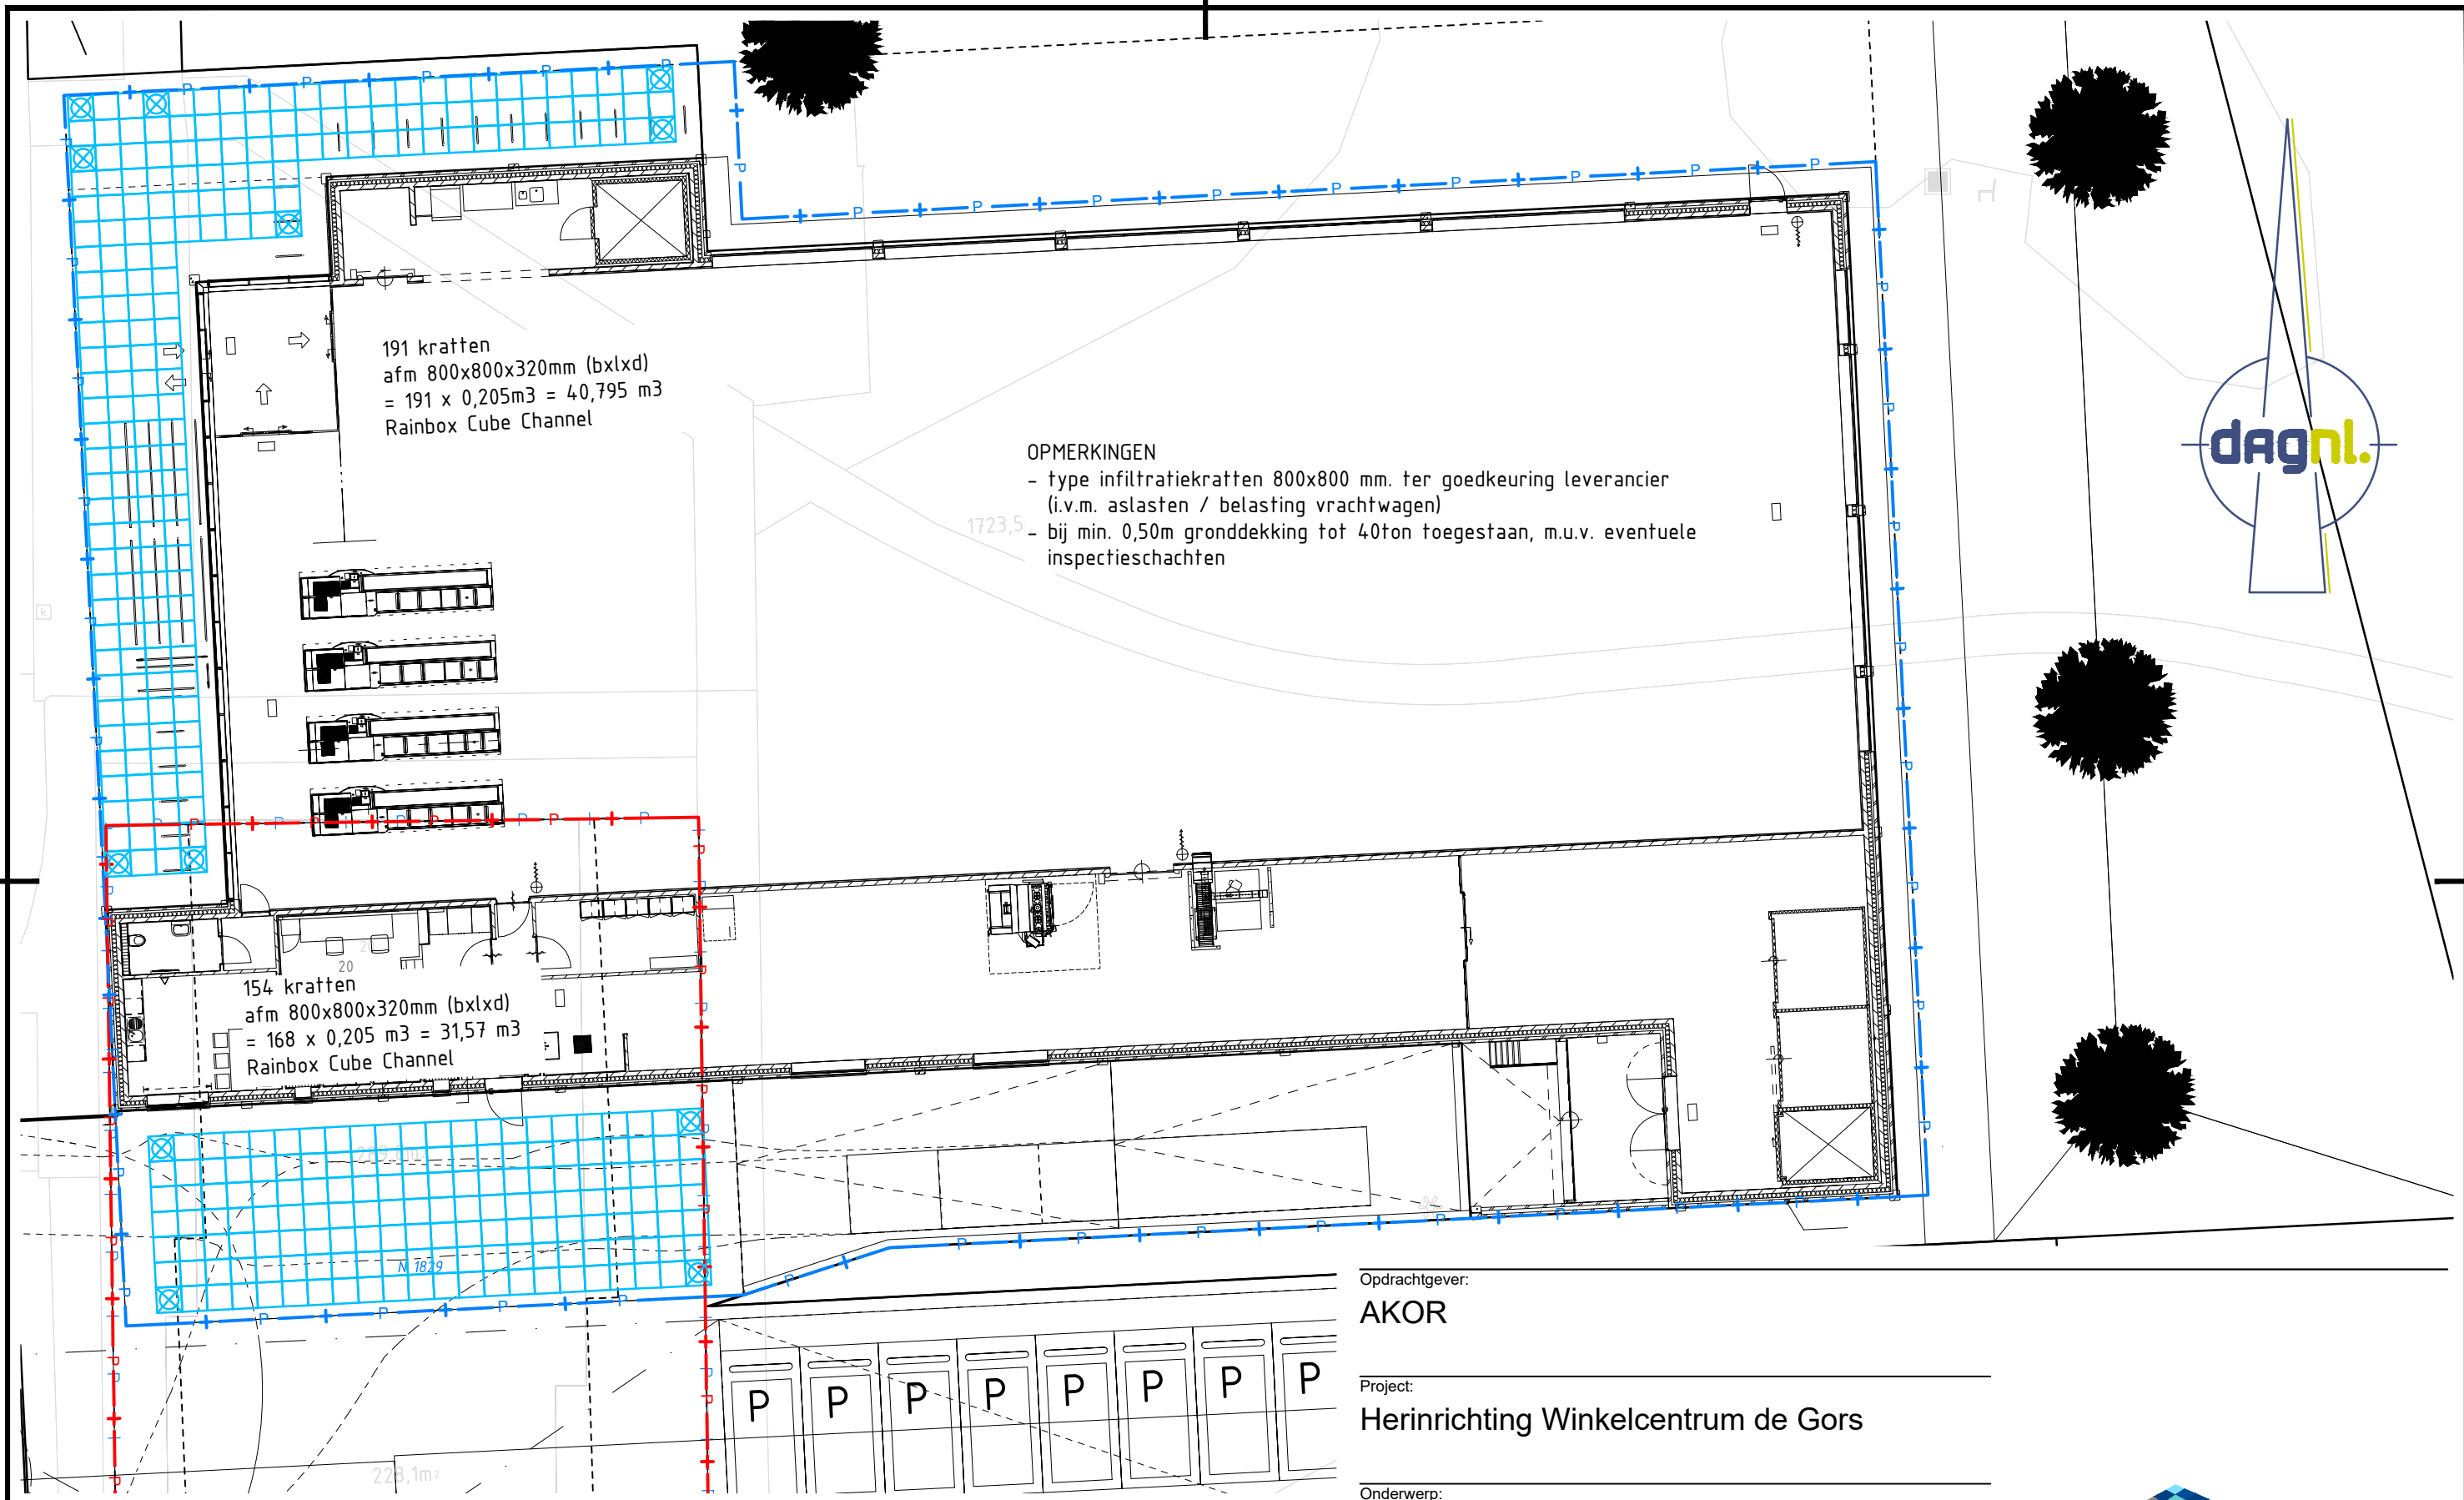 191 kratten
afm 800x800x320mm (bxlxd)
= 191 x 0,205m3 = 40,795 m3
Rainbox Cube Channel
OPMERKINGEN
- type infiltratiekratten 800x800 mm. ter goedkeuring leverancier
(i.v.m. aslasten / belasting vrachtwagen)
- bij min. 0,50m gronddekking tot 40ton toegestaan, m.u.v. eventuele
inspectieschachten
1723,5
dagnl.
k
20
154 kratten
afm 800x800x320mm (bxlxd)
= 168 x 0,205 m3 = 31,57 m3
Rainbox Cube Channel
N 1829
228,1m2
P P P P P P P P
Opdrachtgever:
AKOR
Project:
Herinrichting Winkelcentrum de Gors
Onderwerp: